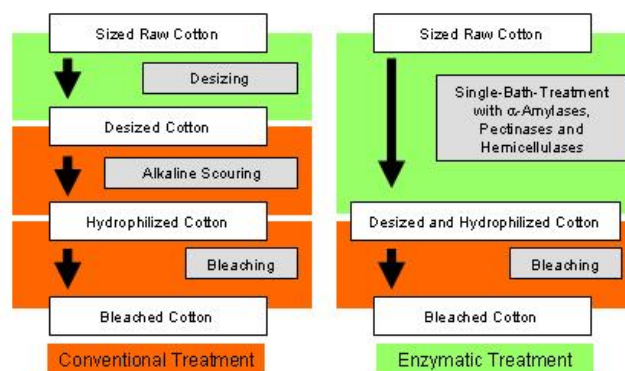 Sized Raw Cotton
Desizing
Desized Cotton
Alkaline Scouring
Hydrophilized Cotton
Bleaching
Bleached Cotton
Conventional Treatment
Sized Raw Cotton
Single-Bath-Treatment
with α-Amylases,
Pectinases and
Hemicellulases
Desized and Hydrophilized Cotton
Bleaching
Bleached Cotton
Enzymatic Treatment